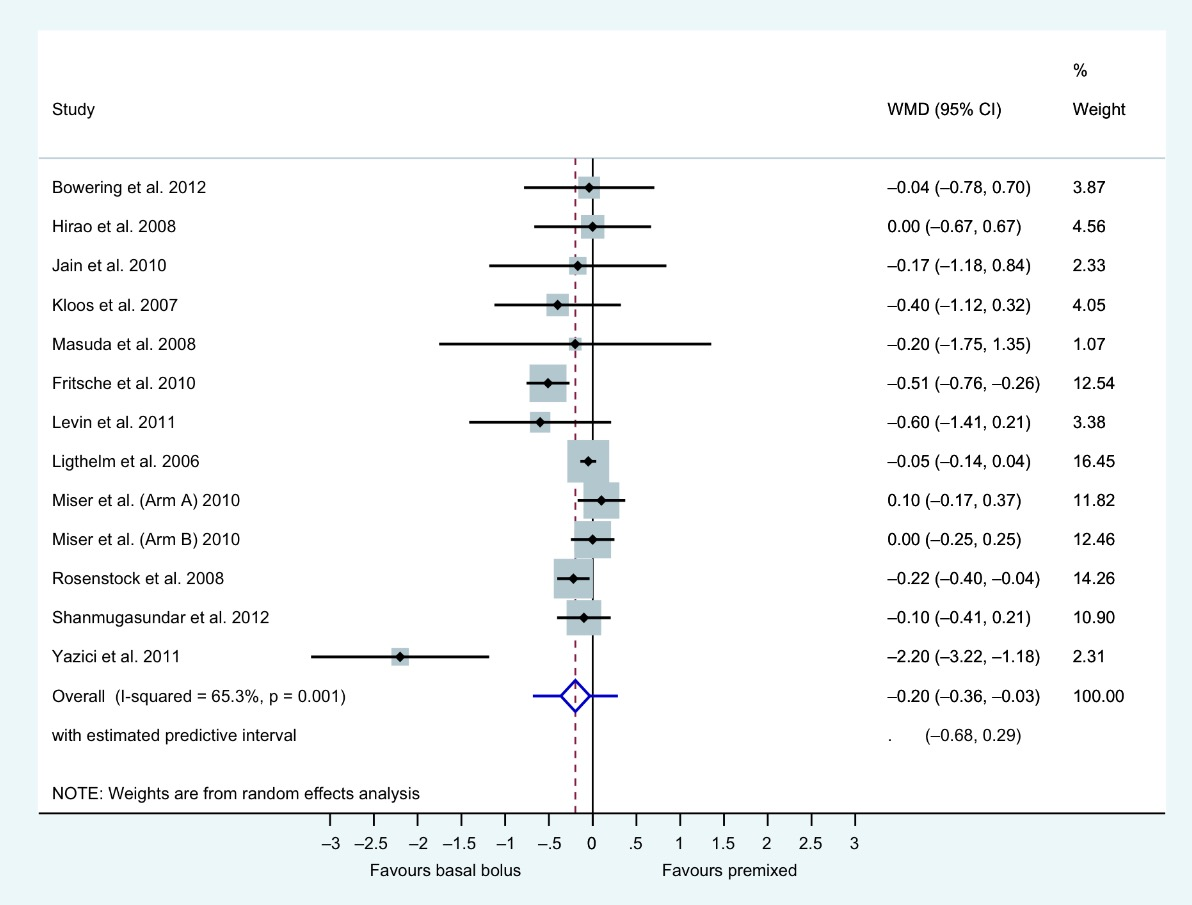 %
Study WMD (95% CI) Weight
Bowering et al. 2012 –0.04 (–0.78, 0.70) 3.87
Hirao et al. 2008 0.00 (–0.67, 0.67) 4.56
Jain et al. 2010 –0.17 (–1.18, 0.84) 2.33
Kloos et al. 2007 –0.40 (–1.12, 0.32) 4.05
Masuda et al. 2008 –0.20 (–1.75, 1.35) 1.07
Fritsche et al. 2010 –0.51 (–0.76, –0.26) 12.54
Levin et al. 2011 –0.60 (–1.41, 0.21) 3.38
Ligthelm et al. 2006 –0.05 (–0.14, 0.04) 16.45
Miser et al. (Arm A) 2010 0.10 (–0.17, 0.37) 11.82
Miser et al. (Arm B) 2010 0.00 (–0.25, 0.25) 12.46
Rosenstock et al. 2008 –0.22 (–0.40, –0.04) 14.26
Shanmugasundar et al. 2012 –0.10 (–0.41, 0.21) 10.90
Yazici et al. 2011 –2.20 (–3.22, –1.18) 2.31
Overall (I-squared = 65.3%, p = 0.001) –0.20 (–0.36, –0.03) 100.00
with estimated predictive interval . (–0.68, 0.29)
NOTE: Weights are from random effects analysis
–3 –2.5 –2 –1.5 –1 –.5 0 .5 1 1.5 2 2.5 3
Favours basal bolus Favours premixed